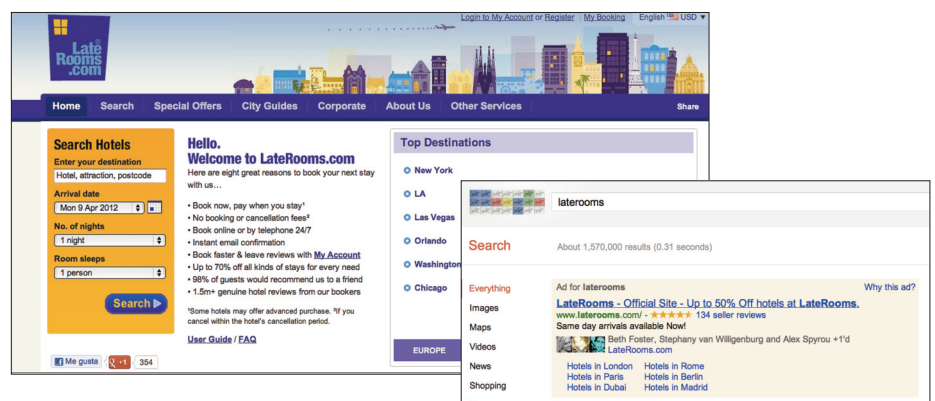 Login to My Account or Register | My Booking English USD
Late
Rooms
.com
Home Search Special Offers City Guides Corporate About Us Other Services Share
Search Hotels
Enter your destination
Hotel, attraction, postcode
Arrival date
Mon 9 Apr 2012
No. of nights
1 night
Room sleeps
1 person
Search
Me gusta +1 354
Hello.
Welcome to LateRooms.com
Here are eight great reasons to book your next stay
with us…
• Book now, pay when you stay¹
• No booking or cancellation fees²
• Book online or by telephone 24/7
• Instant email confirmation
• Book faster & leave reviews with My Account
• Up to 70% off all kinds of stays for every need
• 98% of guests would recommend us to a friend
• 1.5m+ genuine hotel reviews from our bookers
¹Some hotels may offer advanced purchase. ²If you
cancel within the hotel's cancellation period.
User Guide / FAQ
Top Destinations
New York
LA
Las Vegas
Orlando
Washington
Chicago
EUROPE
laterooms
Search About 1,570,000 results (0.31 seconds)
Everything
Images
Maps
Videos
News
Shopping
Ad for laterooms Why this ad?
LateRooms - Official Site - Up to 50% Off hotels at LateRooms.
www.laterooms.com/ - 134 seller reviews
Same day arrivals available Now!
Beth Foster, Stephany van Willigenburg and Alex Spyrou +1'd
LateRooms.com
Hotels in London Hotels in Rome
Hotels in Paris Hotels in Berlin
Hotels in Dubai Hotels in Madrid